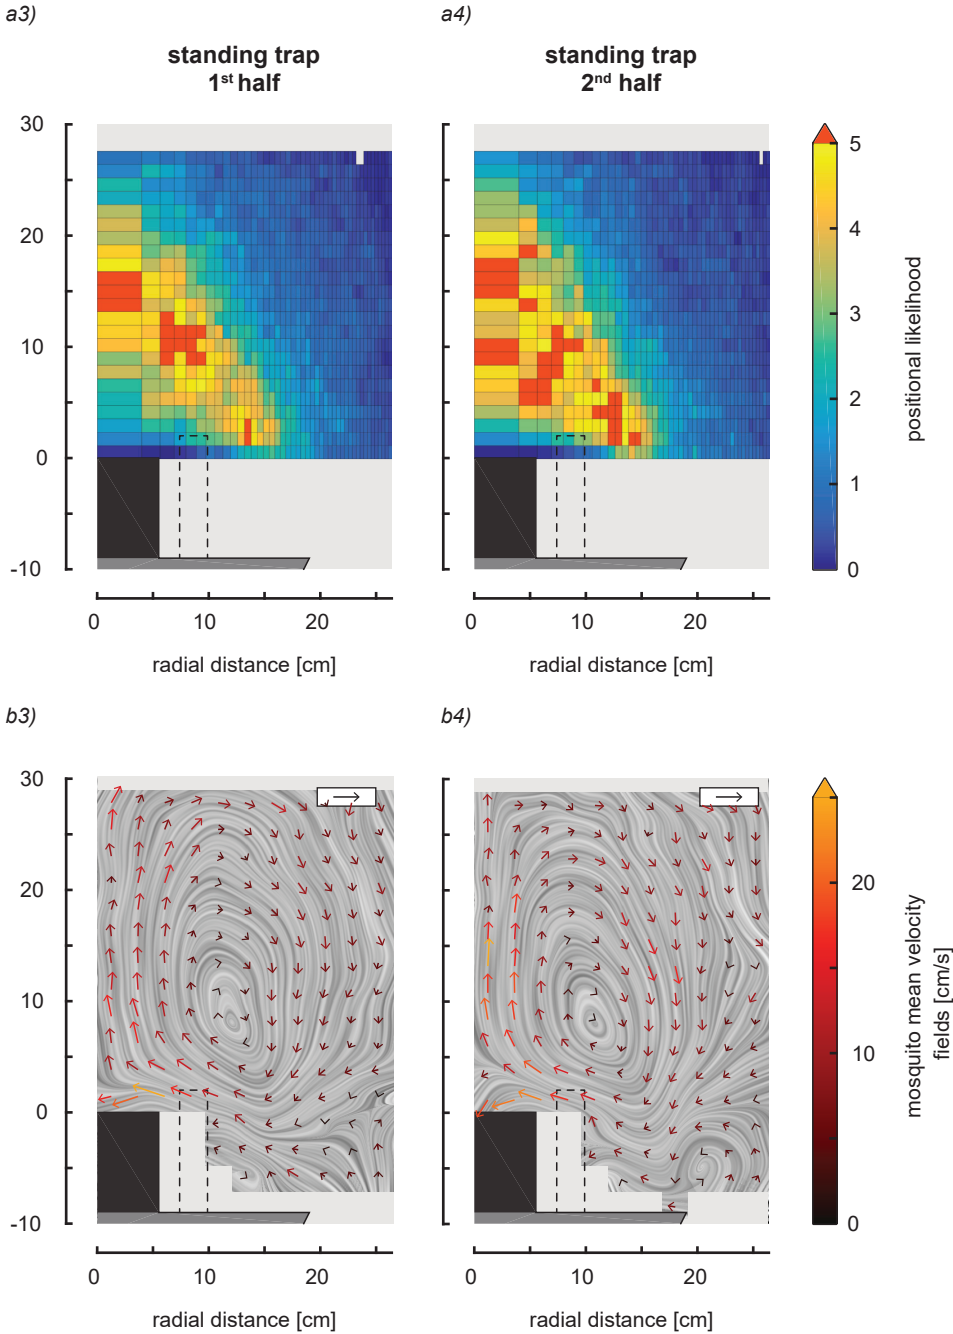 a3)
a4)
standing trap
1st half
standing trap
2nd half
30
20
10
0
-10
0
10
20
radial distance [cm]
0
10
20
radial distance [cm]
5
4
3
2
1
0
positional likelihood
b3)
b4)
30
20
10
0
-10
0
10
20
radial distance [cm]
0
10
20
radial distance [cm]
20
10
0
mosquito mean velocity
fields [cm/s]